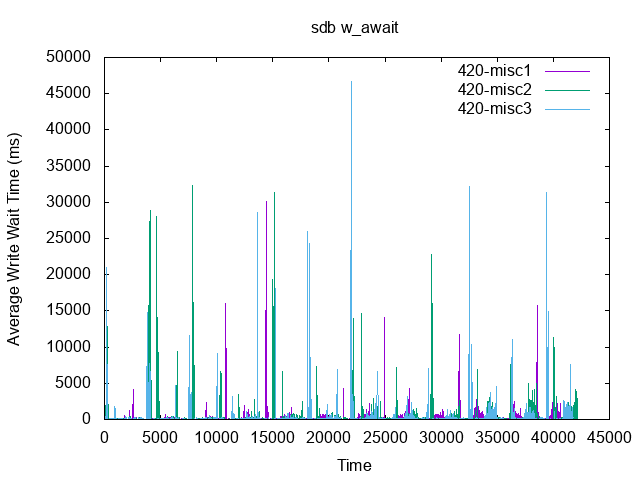 sdb w_await
50000
45000
40000
35000
30000
25000
20000
15000
10000
5000
0
Average Write Wait Time (ms)
420-misc1
420-misc2
420-misc3
0 5000 10000 15000 20000 25000 30000 35000 40000 45000
Time